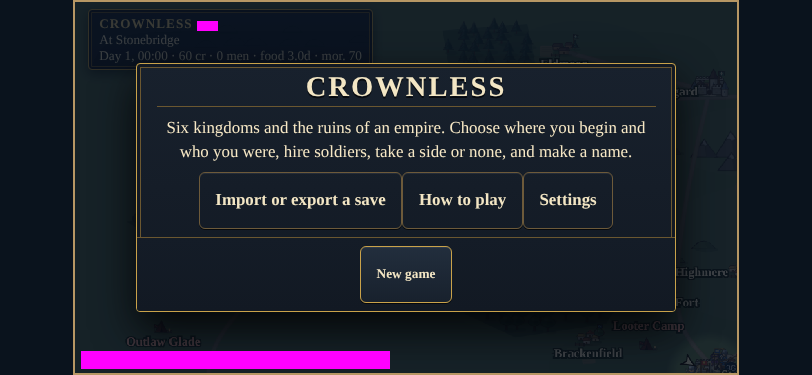 CROWNLESS
At Stonebridge
Day 1, 00:00 · 60 cr · 0 men · food 3.0d · mor. 70
CROWNLESS
Six kingdoms and the ruins of an empire. Choose where you begin and
who you were, hire soldiers, take a side or none, and make a name.
Import or export a save
How to play
Settings
New game
Highmere
Fort
Looter Camp
Outlaw Glade
Brackenfield